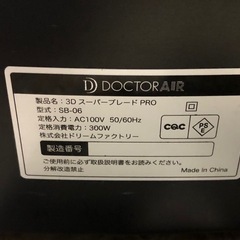 DOCTORAIR
製品名：3D スーパーブレード PRO
型式：SB-06
定格入力：AC100V 50/60Hz
定格消費電力：300W
株式会社ドリームファクトリー
CQC
PS
E
製造番号
ご使用の前に必ず取扱説明書をお読みください。
分解改造禁止